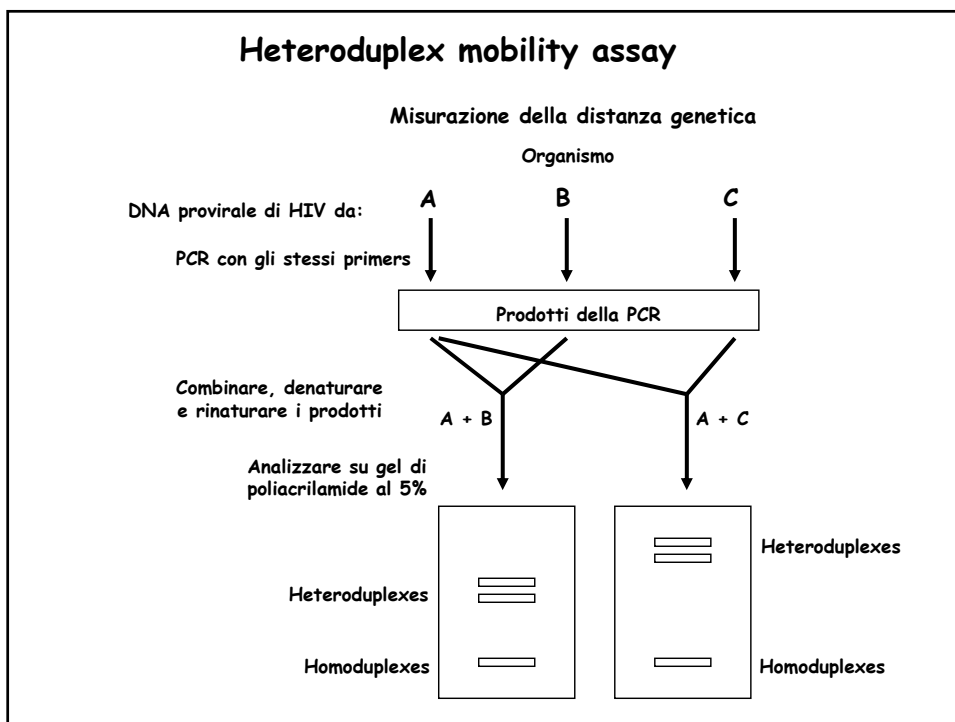 Heteroduplex mobility assay
Misurazione della distanza genetica
Organismo
A B C
DNA provirale di HIV da:
PCR con gli stessi primers
Prodotti della PCR
Combinare, denaturare
e rinaturare i prodotti
A + B
A + C
Analizzare su gel di
poliacrilamide al 5%
Heteroduplexes
Heteroduplexes
Homoduplexes
Homoduplexes